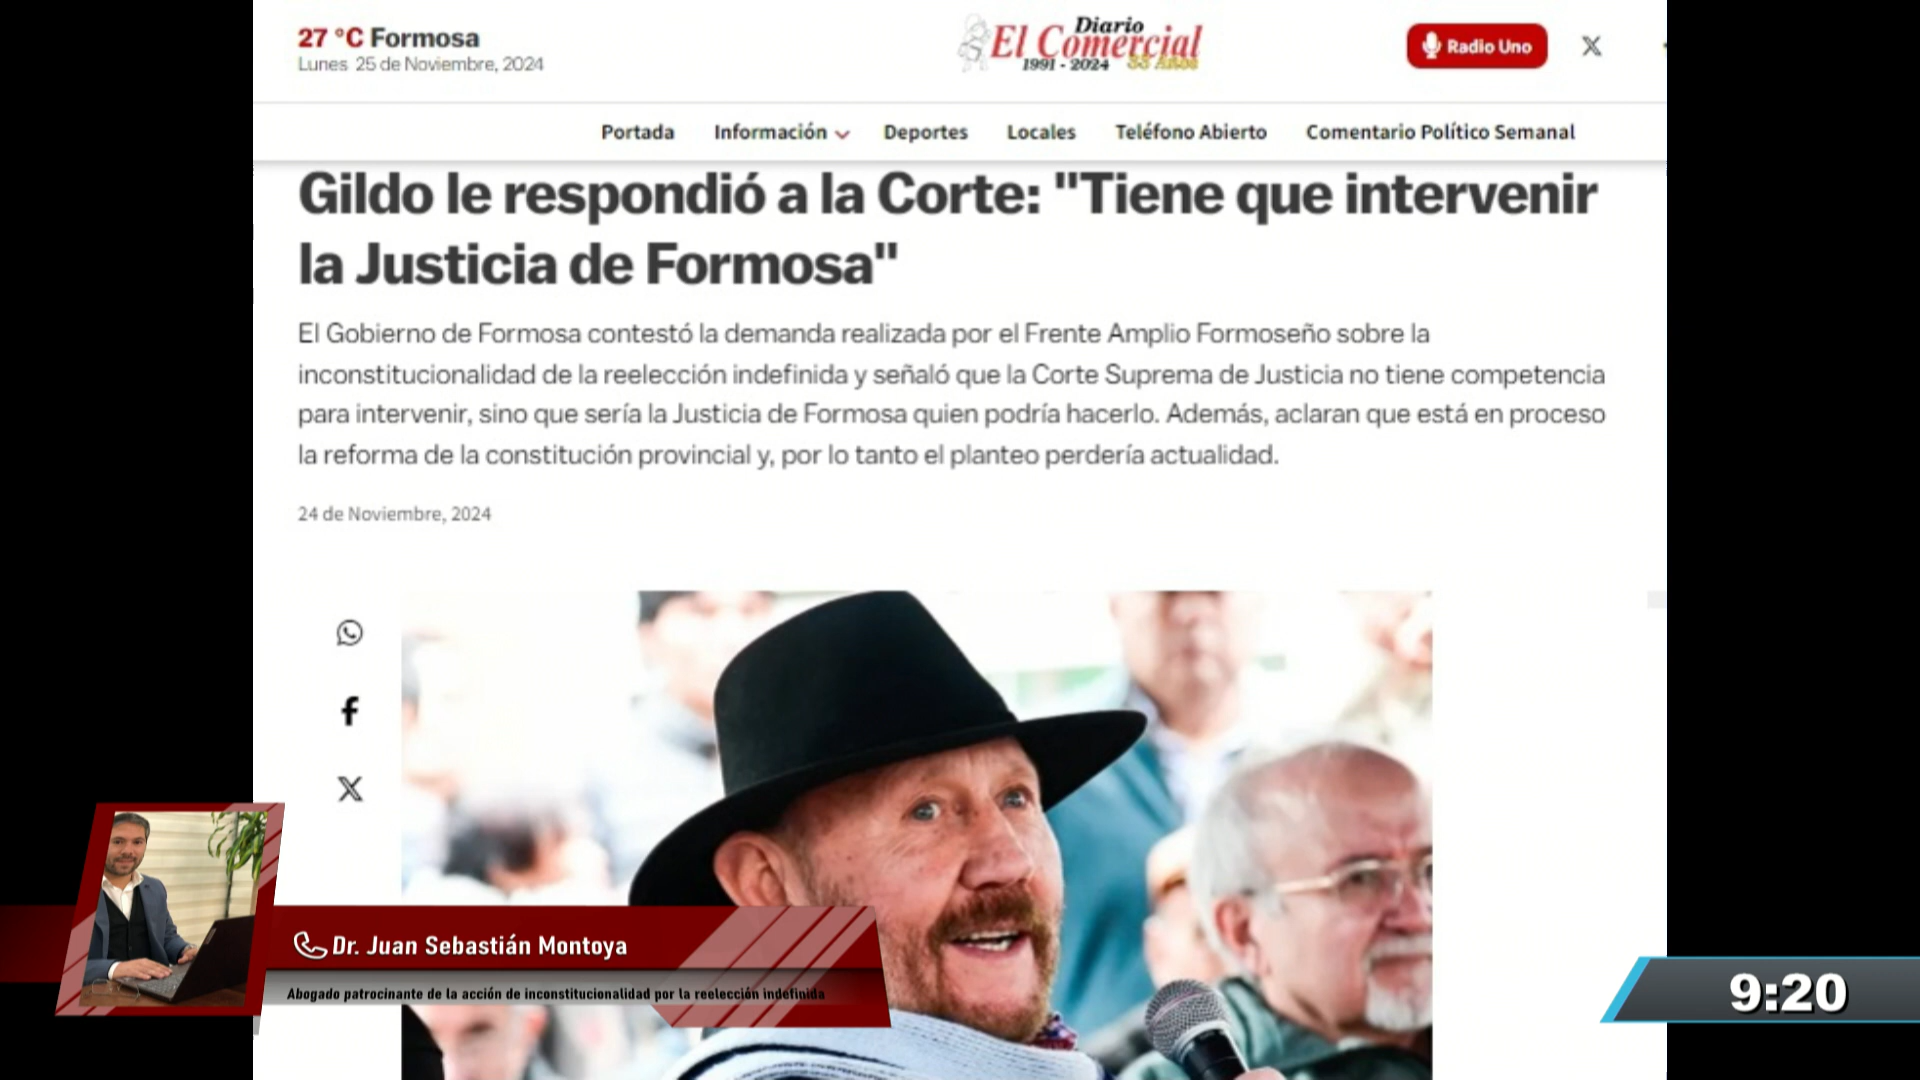 27 °C Formosa
Lunes 25 de Noviembre, 2024
Diario
El Comercial
1991 - 2024 33 Años
Radio Uno
Portada Información Deportes Locales Teléfono Abierto Comentario Político Semanal
Gildo le respondió a la Corte: "Tiene que intervenir
la Justicia de Formosa"
El Gobierno de Formosa contestó la demanda realizada por el Frente Amplio Formoseño sobre la
inconstitucionalidad de la reelección indefinida y señaló que la Corte Suprema de Justicia no tiene competencia
para intervenir, sino que sería la Justicia de Formosa quien podría hacerlo. Además, aclaran que está en proceso
la reforma de la constitución provincial y, por lo tanto el planteo perdería actualidad.
24 de Noviembre, 2024
Dr. Juan Sebastián Montoya
Abogado patrocinante de la acción de inconstitucionalidad por la reelección indefinida
9:20